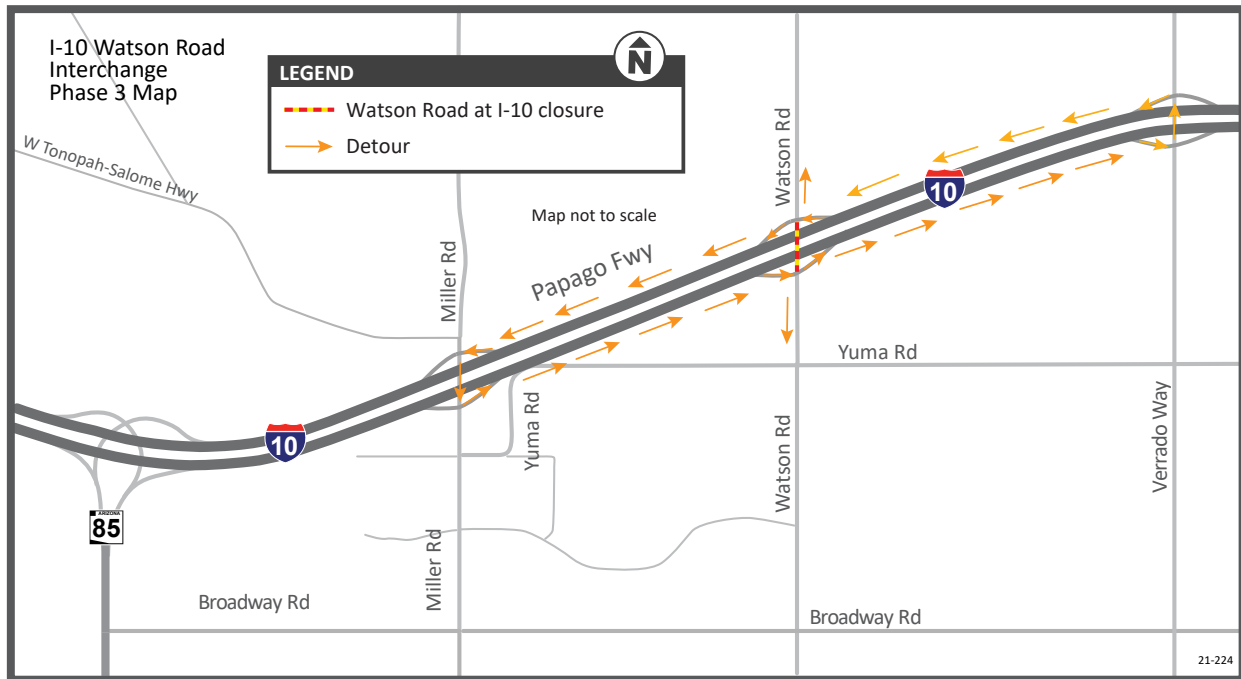 I-10 Watson Road
Interchange
Phase 3 Map
N
LEGEND
Watson Road at I-10 closure
Detour
W Tonopah-Salome Hwy
Map not to scale
Watson Rd
10
Miller Rd
Papago Fwy
Yuma Rd
10
Yuma Rd
Watson Rd
Verrado Way
ARIZONA
85
Miller Rd
Broadway Rd
Broadway Rd
21-224